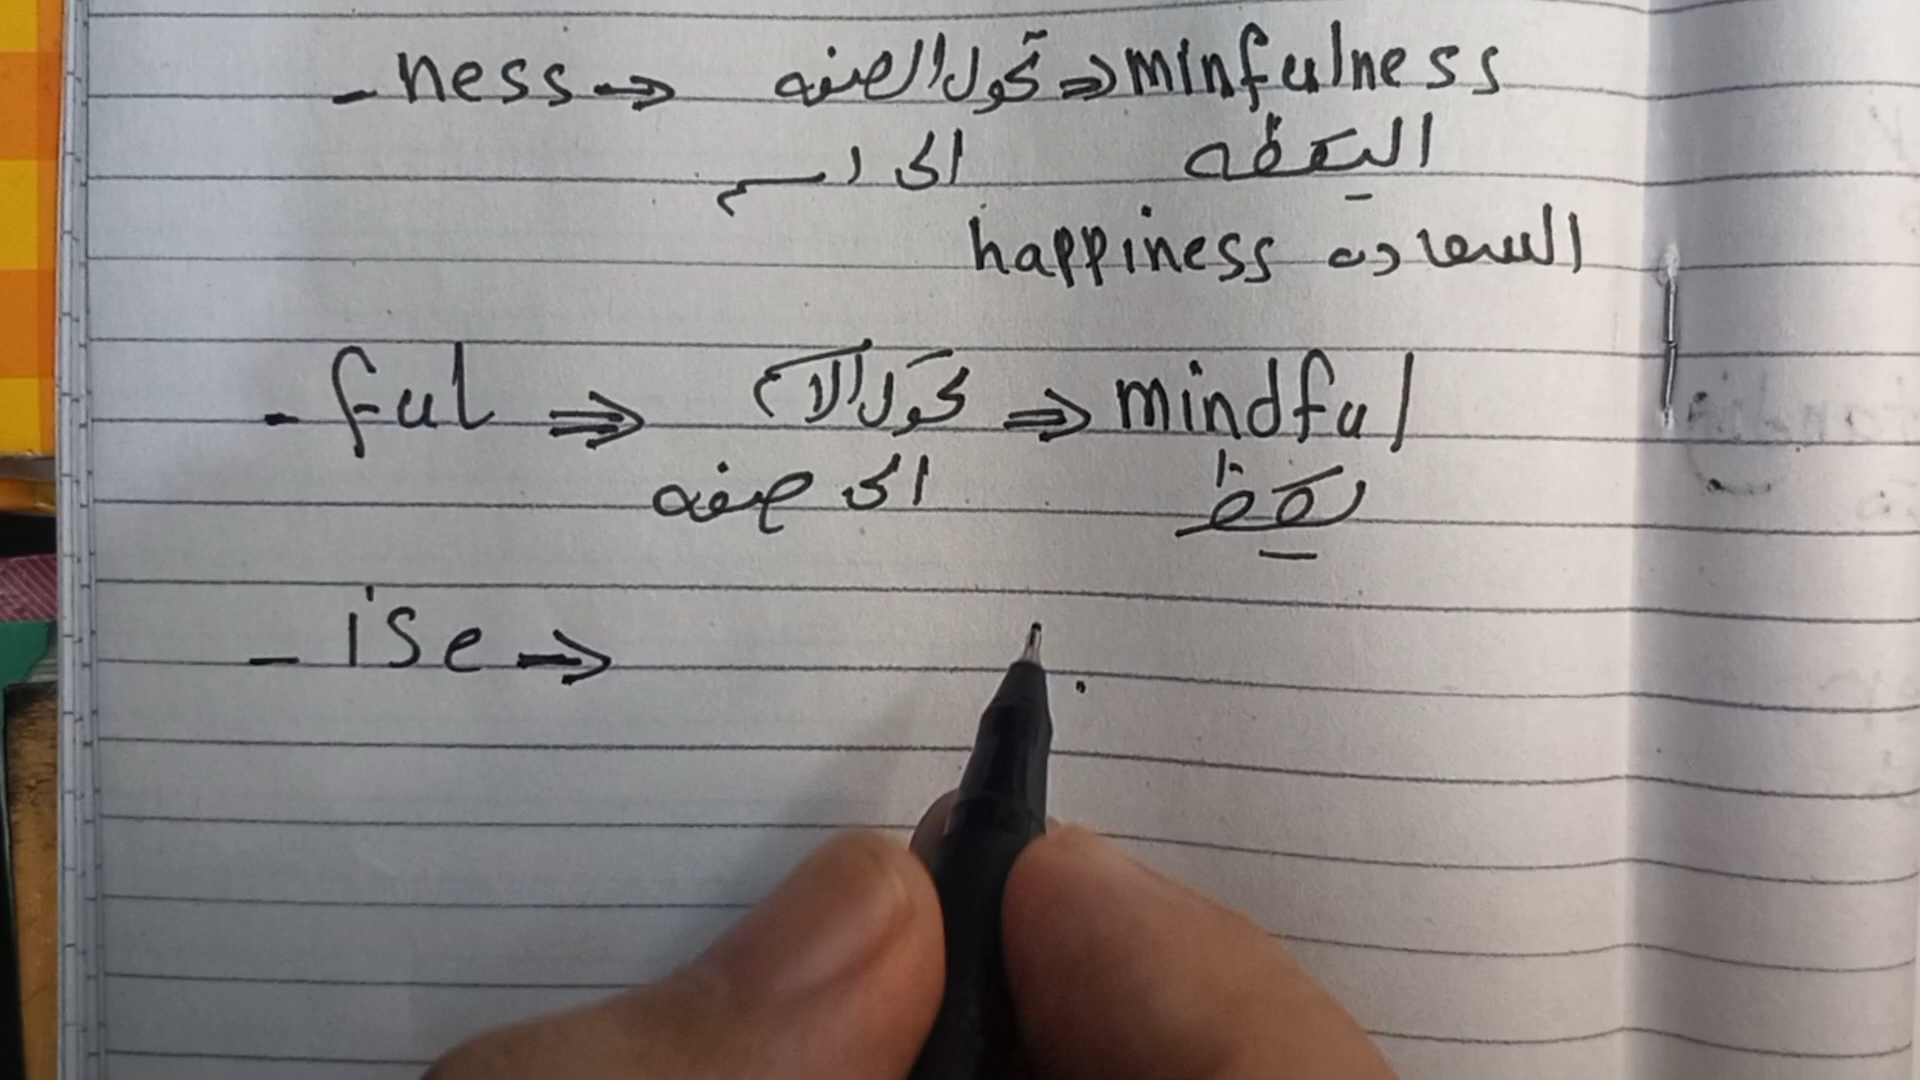 - ness → تحول الصفه ⇒ minfulness
الى اسم اليقظه
happiness السعاده
- ful ⇒ تحول الاسم ⇒ mindful
الى صفه يقظ
- ise ⇒